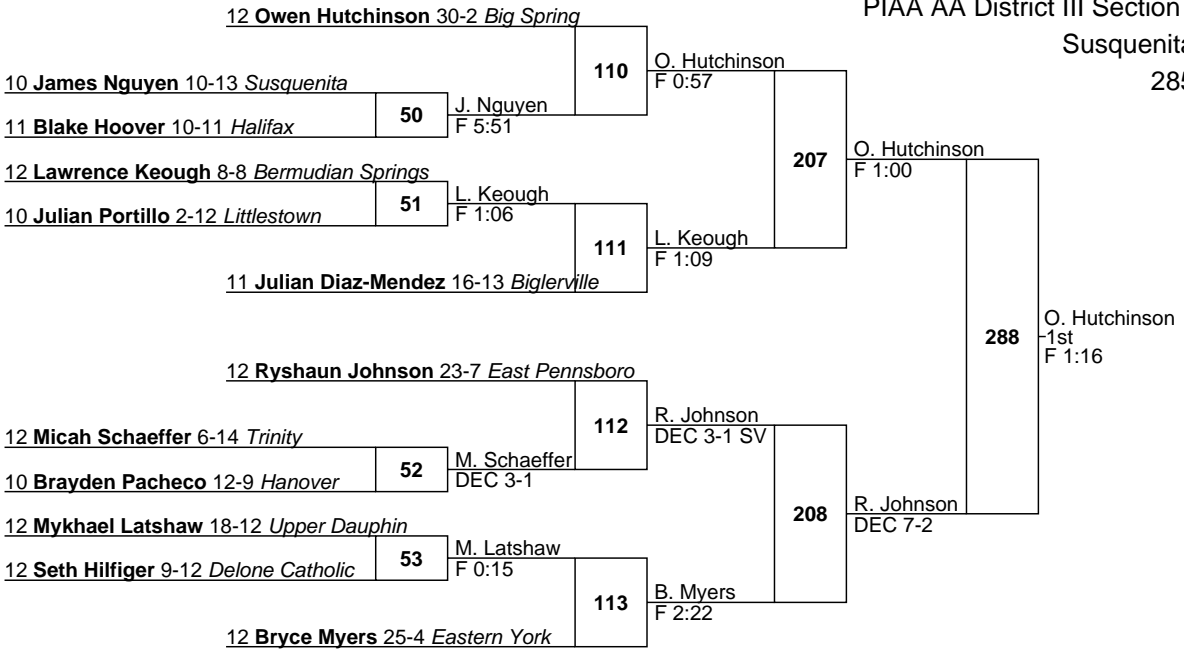 PIAA AA District III Section
Susquenita
285
12 Owen Hutchinson 30-2 Big Spring
110
O. Hutchinson
F 0:57
10 James Nguyen 10-13 Susquenita
50
J. Nguyen
F 5:51
11 Blake Hoover 10-11 Halifax
207
O. Hutchinson
F 1:00
12 Lawrence Keough 8-8 Bermudian Springs
51
L. Keough
F 1:06
10 Julian Portillo 2-12 Littlestown
111
L. Keough
F 1:09
11 Julian Diaz-Mendez 16-13 Biglerville
288
O. Hutchinson
1st
F 1:16
12 Ryshaun Johnson 23-7 East Pennsboro
112
R. Johnson
DEC 3-1 SV
12 Micah Schaeffer 6-14 Trinity
52
M. Schaeffer
DEC 3-1
10 Brayden Pacheco 12-9 Hanover
208
R. Johnson
DEC 7-2
12 Mykhael Latshaw 18-12 Upper Dauphin
53
M. Latshaw
F 0:15
12 Seth Hilfiger 9-12 Delone Catholic
113
B. Myers
F 2:22
12 Bryce Myers 25-4 Eastern York